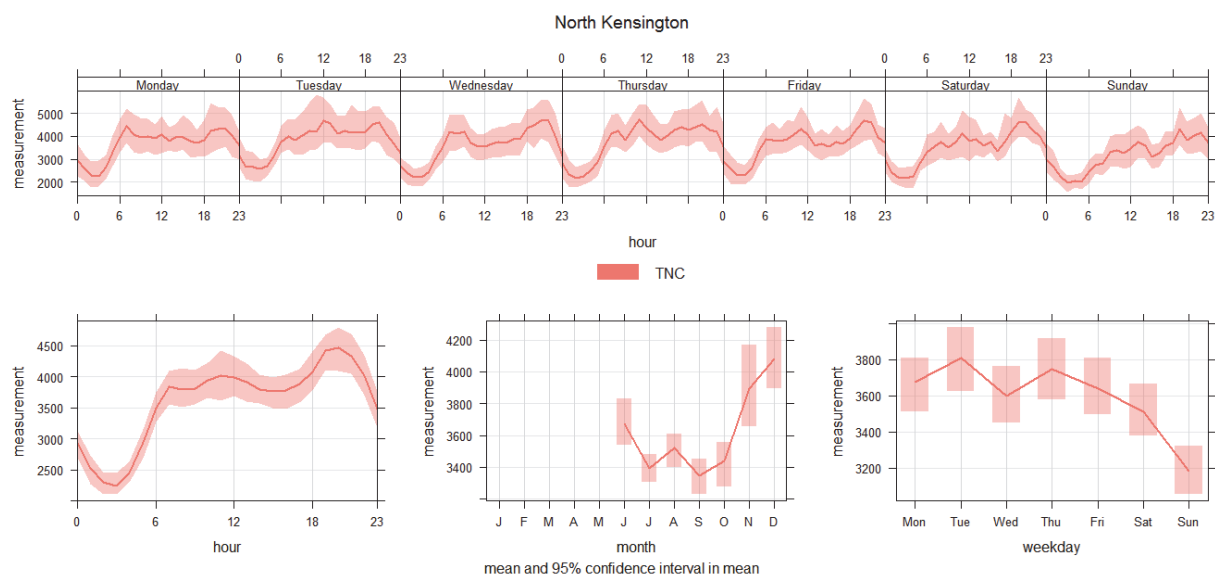 North Kensington
0 6 12 18 23 0 6 12 18 23 0 6 12 18 23
Monday Tuesday Wednesday Thursday Friday Saturday Sunday
measurement
5000
4000
3000
2000
0 6 12 18 23 0 6 12 18 23 0 6 12 18 23 0 6 12 18 23
hour
TNC
measurement
4500
4000
3500
3000
2500
0 6 12 18 23
hour
measurement
4200
4000
3800
3600
3400
J F M A M J J A S O N D
month
measurement
3800
3600
3400
3200
Mon Tue Wed Thu Fri Sat Sun
weekday
mean and 95% confidence interval in mean